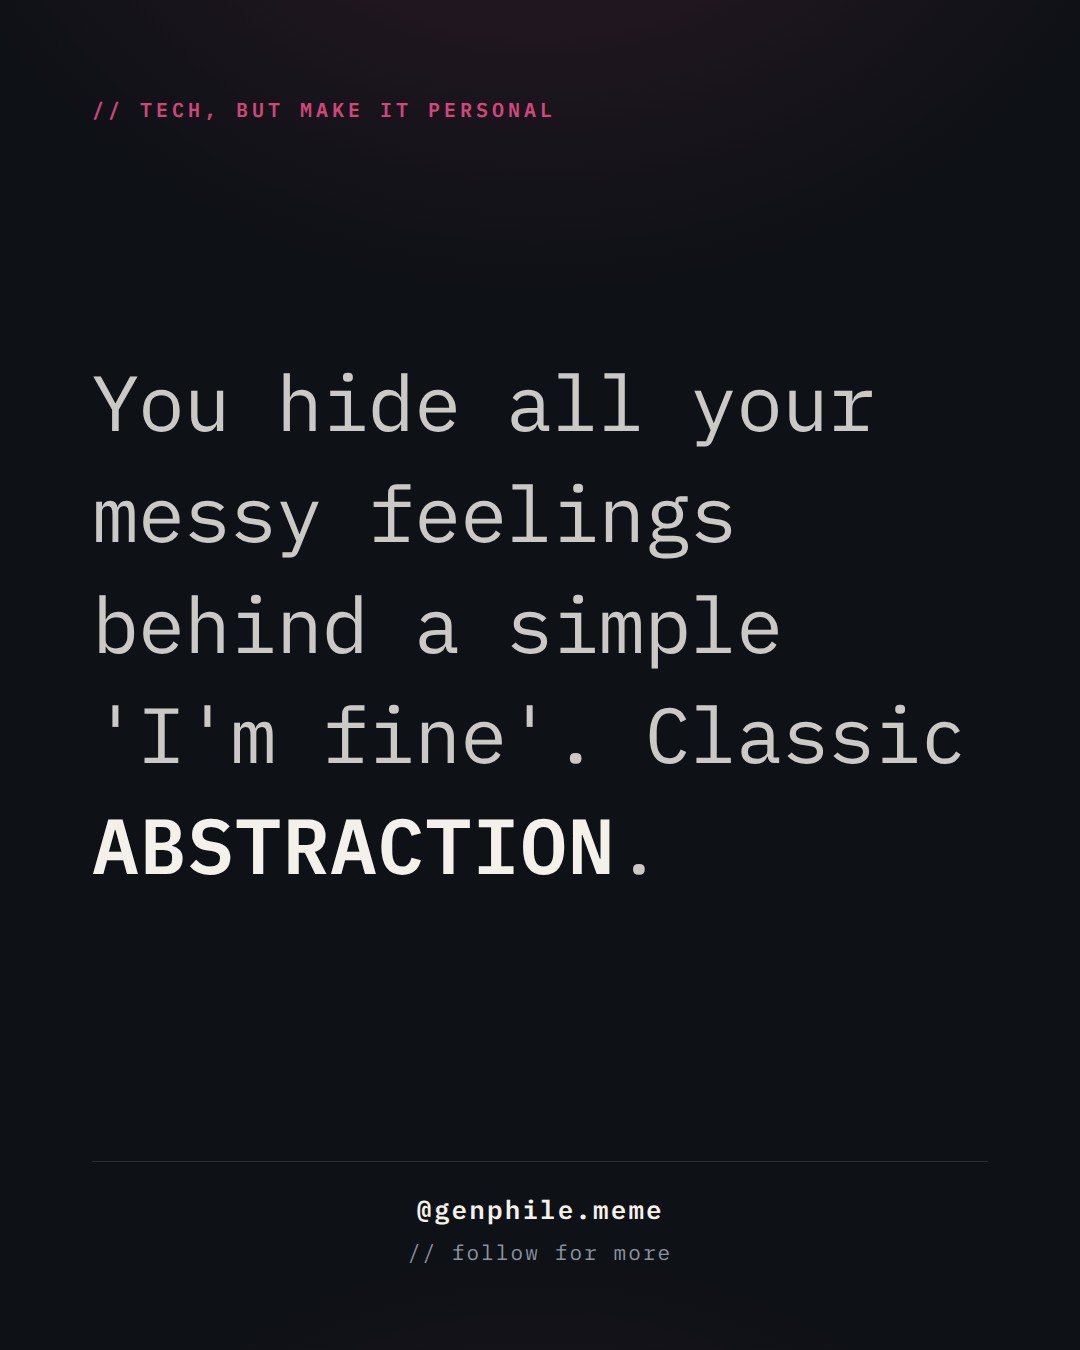 // TECH, BUT MAKE IT PERSONAL
You hide all your
messy feelings
behind a simple
'I'm fine'. Classic
ABSTRACTION.
@genphile.meme
// follow for more